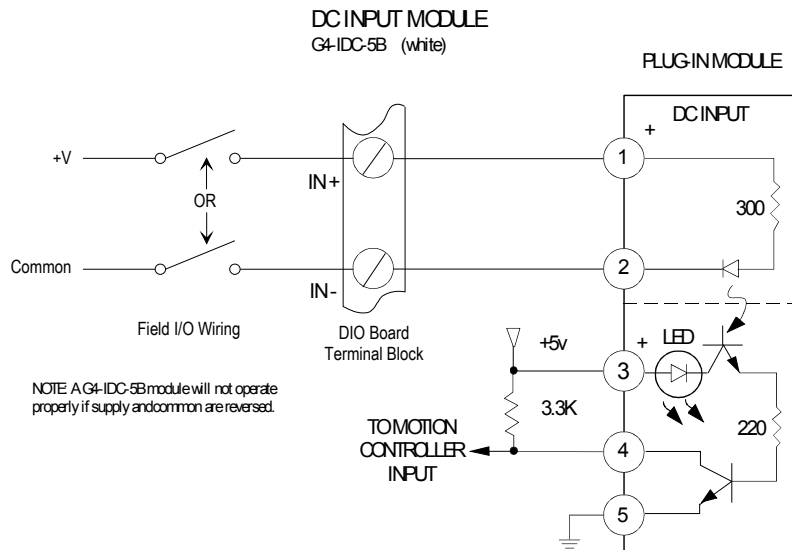 DC INPUT MODULE
G4-IDC-5B (white)
PLUG-IN MODULE
DC INPUT
+V
IN+
+
1
OR
300
Common
IN-
2
Field I/O Wiring
DIO Board
Terminal Block
+5v
+
3
LED
NOTE: A G4-IDC-5B module will not operate
properly if supply and common are reversed.
3.3K
TO MOTION
CONTROLLER
INPUT
4
220
5